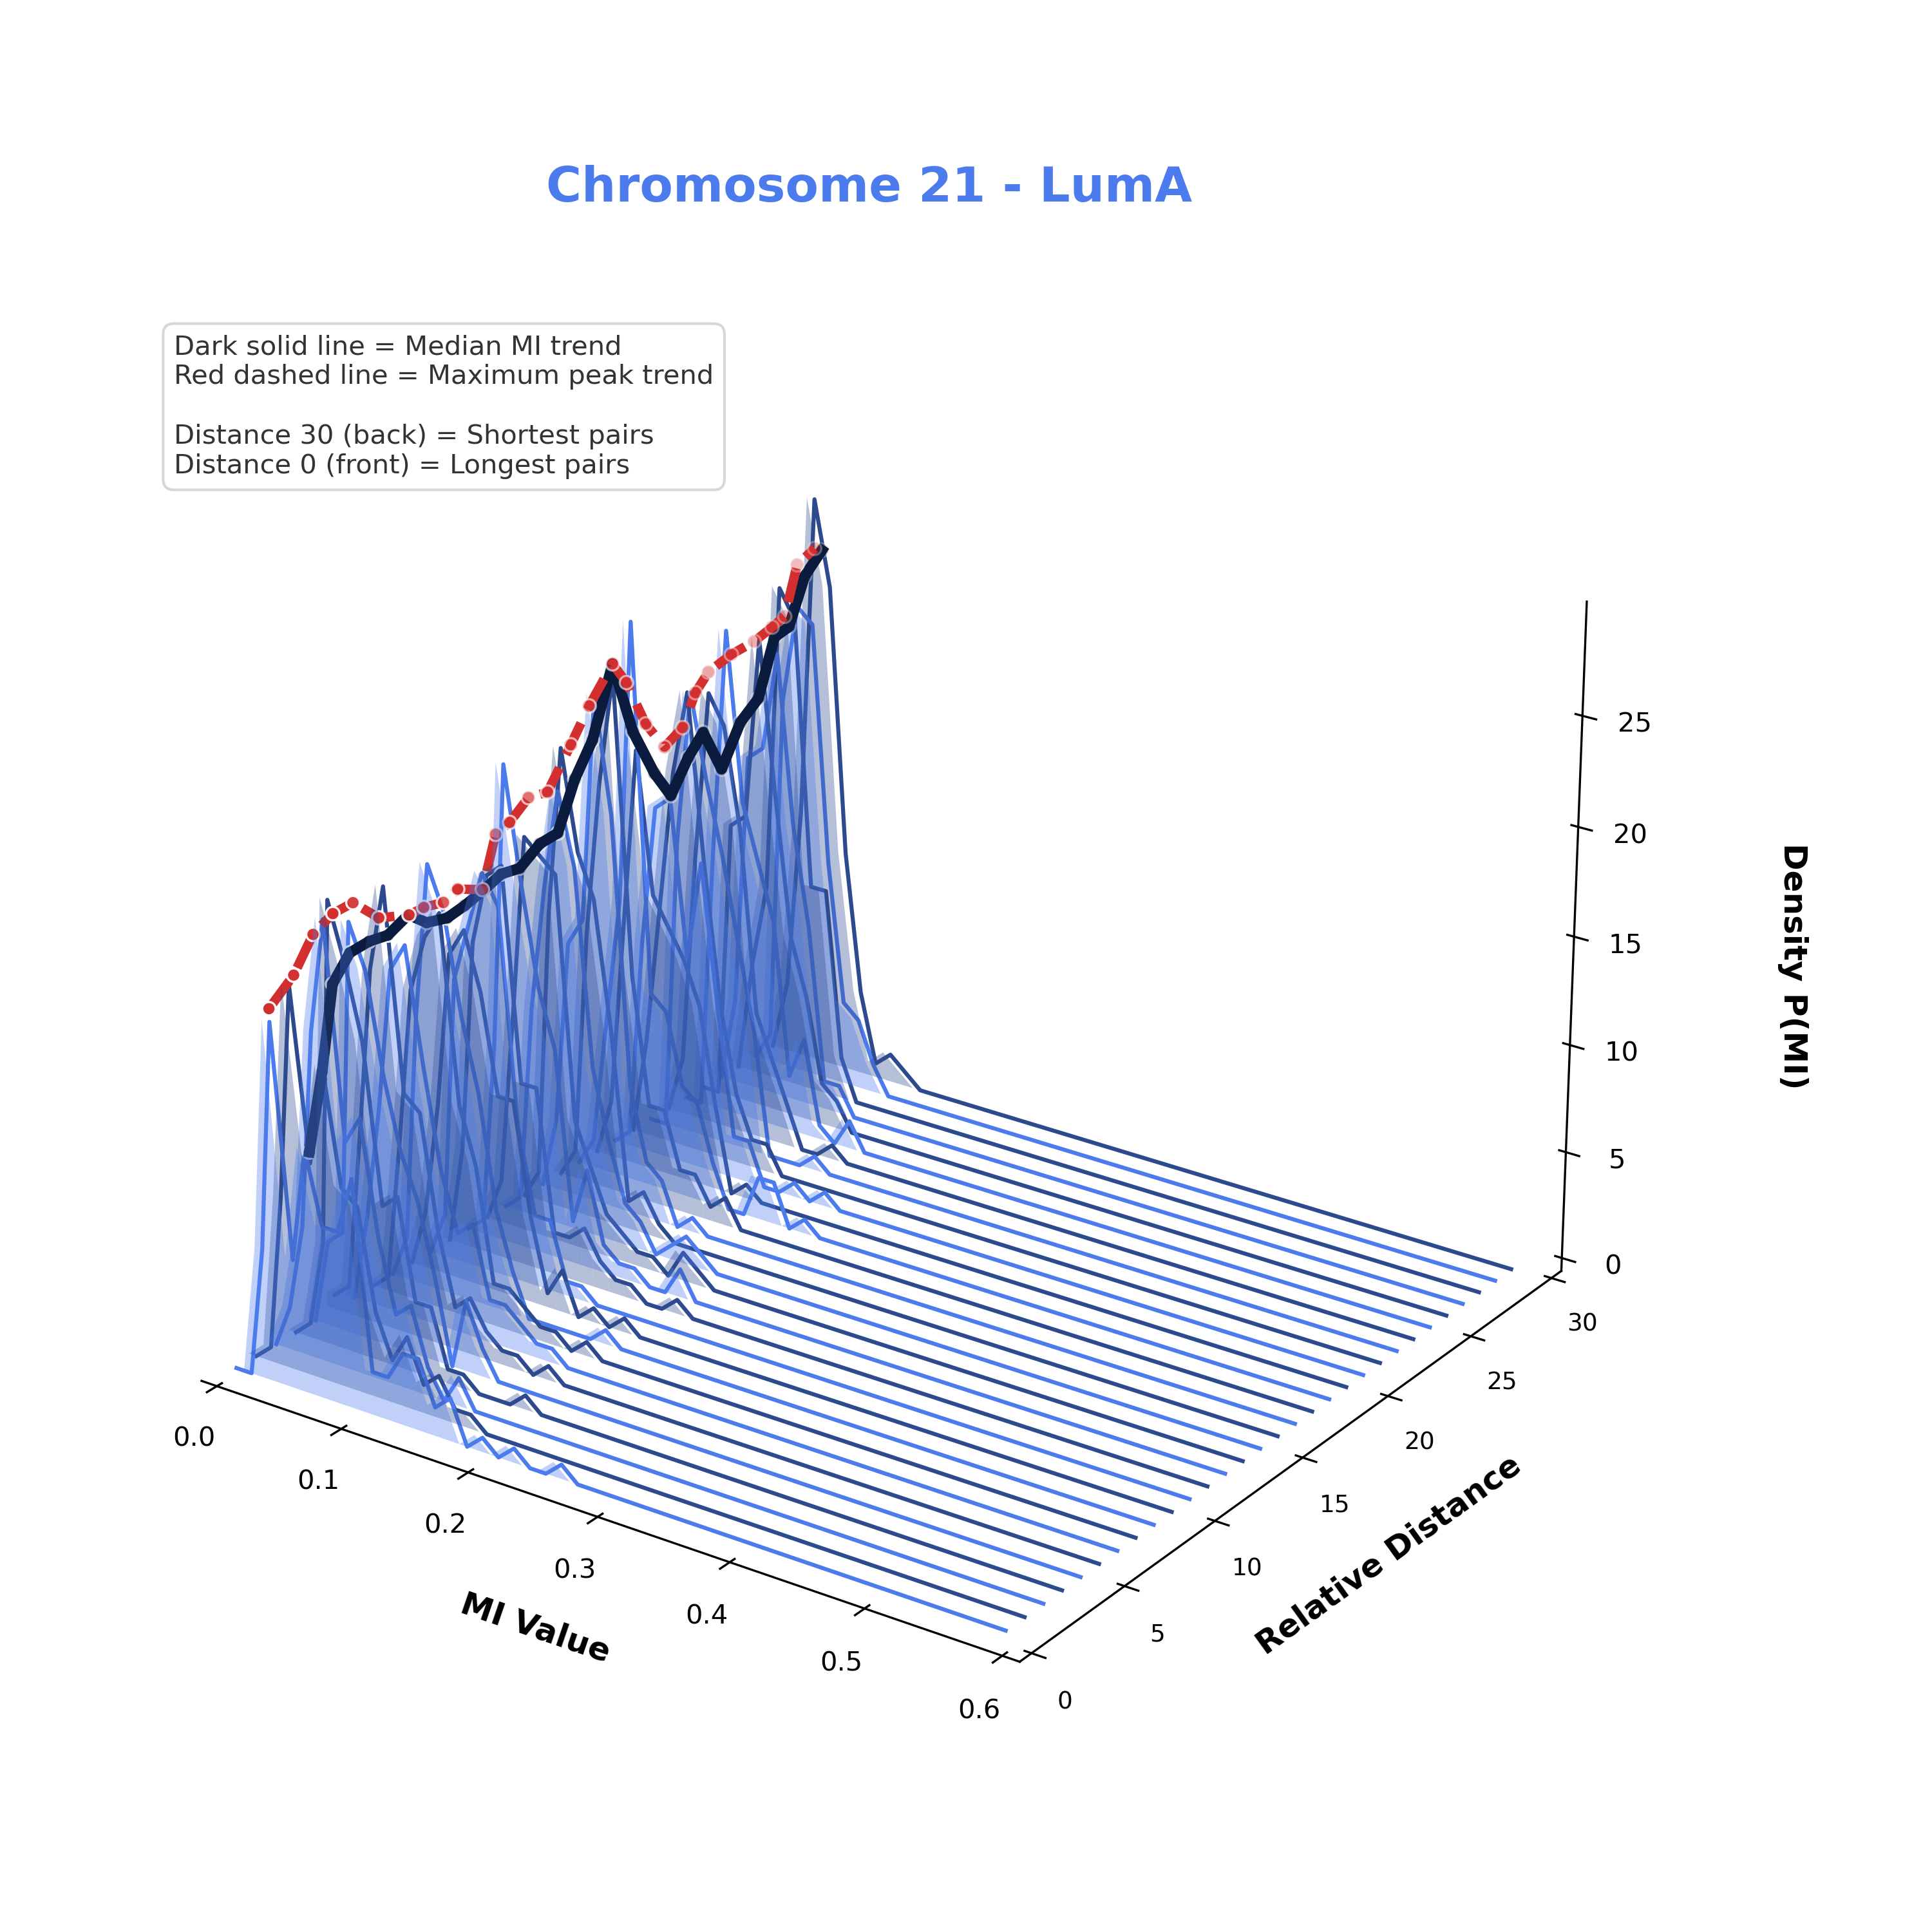 Chromosome 21 - LumA
Dark solid line = Median MI trend
Red dashed line = Maximum peak trend
Distance 30 (back) = Shortest pairs
Distance 0 (front) = Longest pairs
25
20
15
10
5
0
Density P(MI)
30
25
20
15
10
5
0
Relative Distance
0.0
0.1
0.2
0.3
0.4
0.5
0.6
MI Value